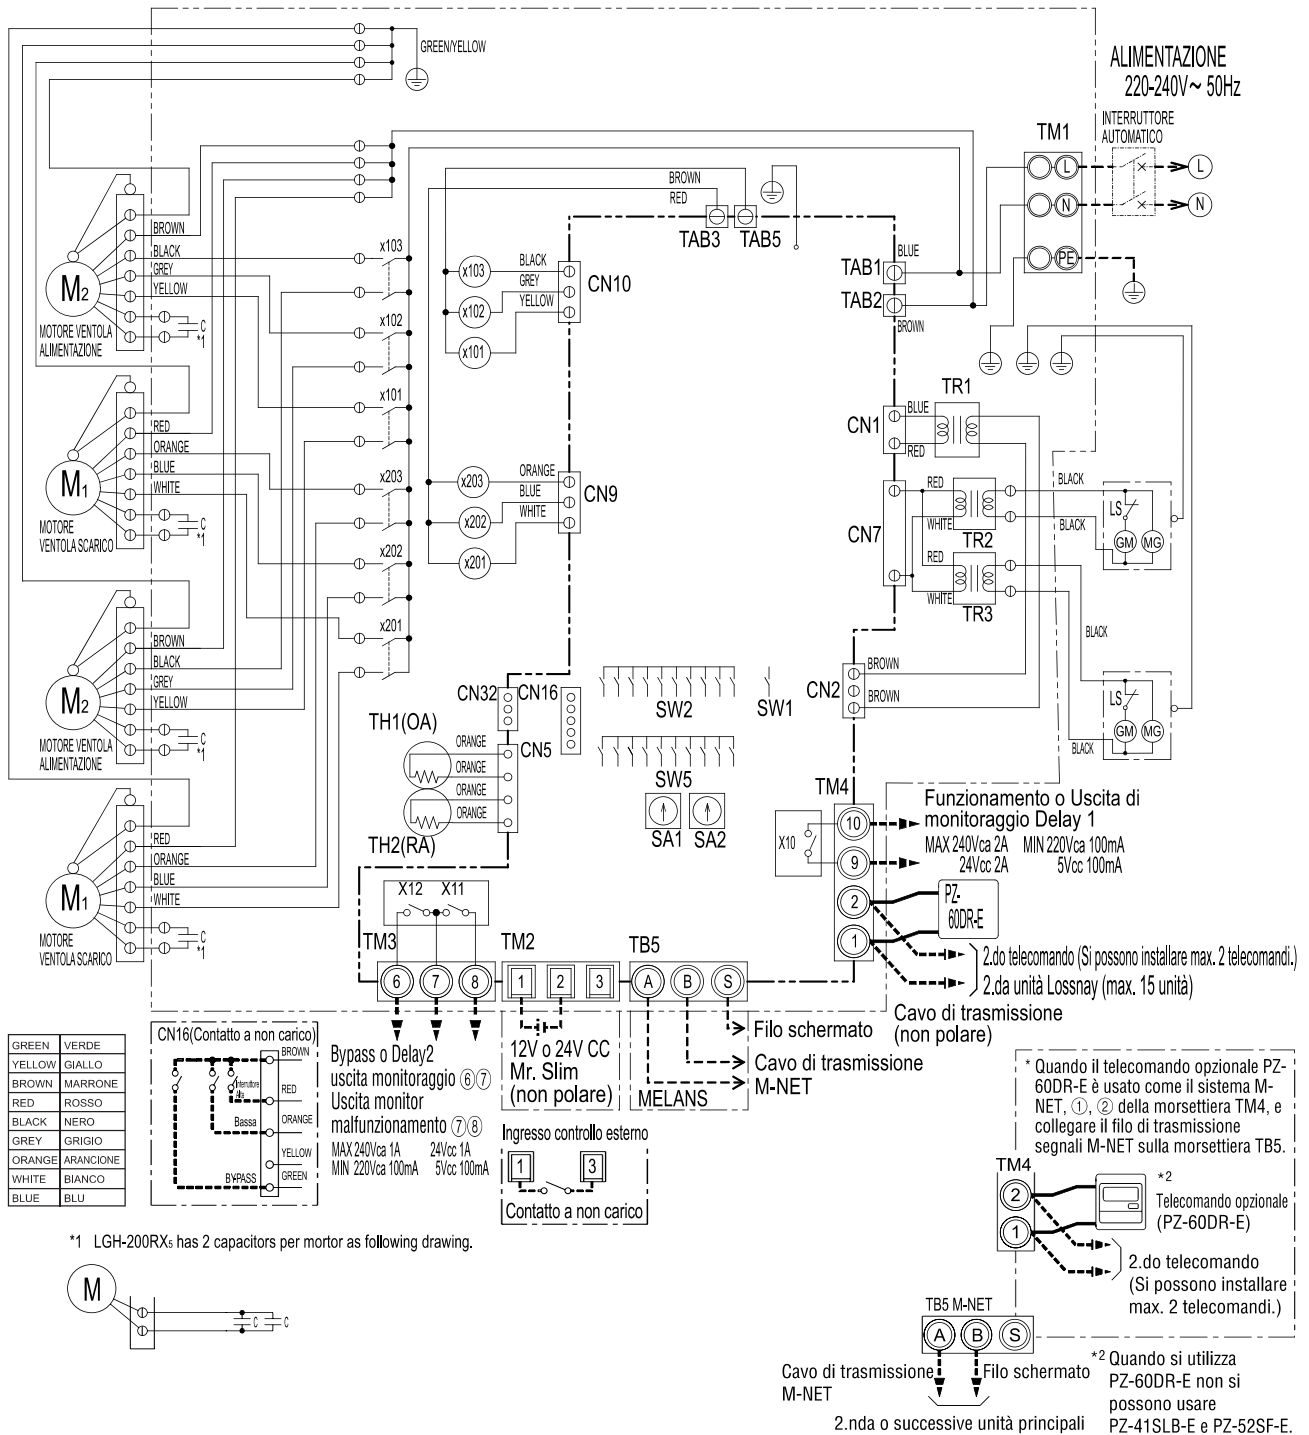 GREEN/YELLOW
ALIMENTAZIONE
220-240V~ 50Hz
INTERRUTTORE
AUTOMATICO
TM1
L
L
N
N
PE
BROWN
RED
TAB3
TAB5
BLUE
TAB1
TAB2
BROWN
BROWN
BLACK
GREY
YELLOW
M2
MOTORE VENTOLA
ALIMENTAZIONE
C
*1
x103
x102
x101
x203
x202
x201
x103
BLACK
x102
GREY
x101
YELLOW
CN10
x203
ORANGE
x202
BLUE
x201
WHITE
CN9
RED
ORANGE
BLUE
WHITE
M1
MOTORE
VENTOLA SCARICO
C
*1
TR1
CN1
BLUE
RED
RED
WHITE
TR2
CN7
RED
WHITE
TR3
BLACK
BLACK
LS
GM
MG
BLACK
BLACK
LS
GM
MG
BROWN
BLACK
GREY
YELLOW
M2
MOTORE VENTOLA
ALIMENTAZIONE
C
*1
CN2
BROWN
BROWN
CN32
CN16
SW2
SW1
TH1(OA)
ORANGE
ORANGE
ORANGE
ORANGE
CN5
TH2(RA)
SW5
SA1
SA2
RED
ORANGE
BLUE
WHITE
M1
MOTORE
VENTOLA SCARICO
C
*1
TM4
X10
10
9
2
1
Funzionamento o Uscita di
monitoraggio Delay 1
MAX 240Vca 2A MIN 220Vca 100mA
24Vcc 2A 5Vcc 100mA
PZ-
60DR-E
2.do telecomando (Si possono installare max. 2 telecomandi.)
2.da unità Lossnay (max. 15 unità)
Cavo di trasmissione
(non polare)
X12 X11
TM3
6 7 8
TM2
1 2 3
TB5
A B S
Filo schermato
Cavo di trasmissione
M-NET
MELANS
12V o 24V CC
Mr. Slim
(non polare)
Bypass o Delay2
uscita monitoraggio ⑥⑦
Uscita monitor
malfunzionamento ⑦⑧
MAX 240Vca 1A 24Vcc 1A
MIN 220Vca 100mA 5Vcc 100mA
Ingresso controllo esterno
1 3
Contatto a non carico
GREEN VERDE
YELLOW GIALLO
BROWN MARRONE
RED ROSSO
BLACK NERO
GREY GRIGIO
ORANGE ARANCIONE
WHITE BIANCO
BLUE BLU
CN16(Contatto a non carico)
BROWN
Interruttore
Alta
RED
Bassa
ORANGE
YELLOW
BY-PASS
GREEN
* Quando il telecomando opzionale PZ-
60DR-E è usato come il sistema M-
NET, ①, ② della morsettiera TM4, e
collegare il filo di trasmissione
segnali M-NET sulla morsettiera TB5.
TM4
2
1
*2
Telecomando opzionale
(PZ-60DR-E)
2.do telecomando
(Si possono installare
max. 2 telecomandi.)
TB5 M-NET
A B S
Cavo di trasmissione
M-NET
Filo schermato
2.nda o successive unità principali
*2 Quando si utilizza
PZ-60DR-E non si
possono usare
PZ-41SLB-E e PZ-52SF-E.
*1 LGH-200RX5 has 2 capacitors per mortor as following drawing.
M
C
C